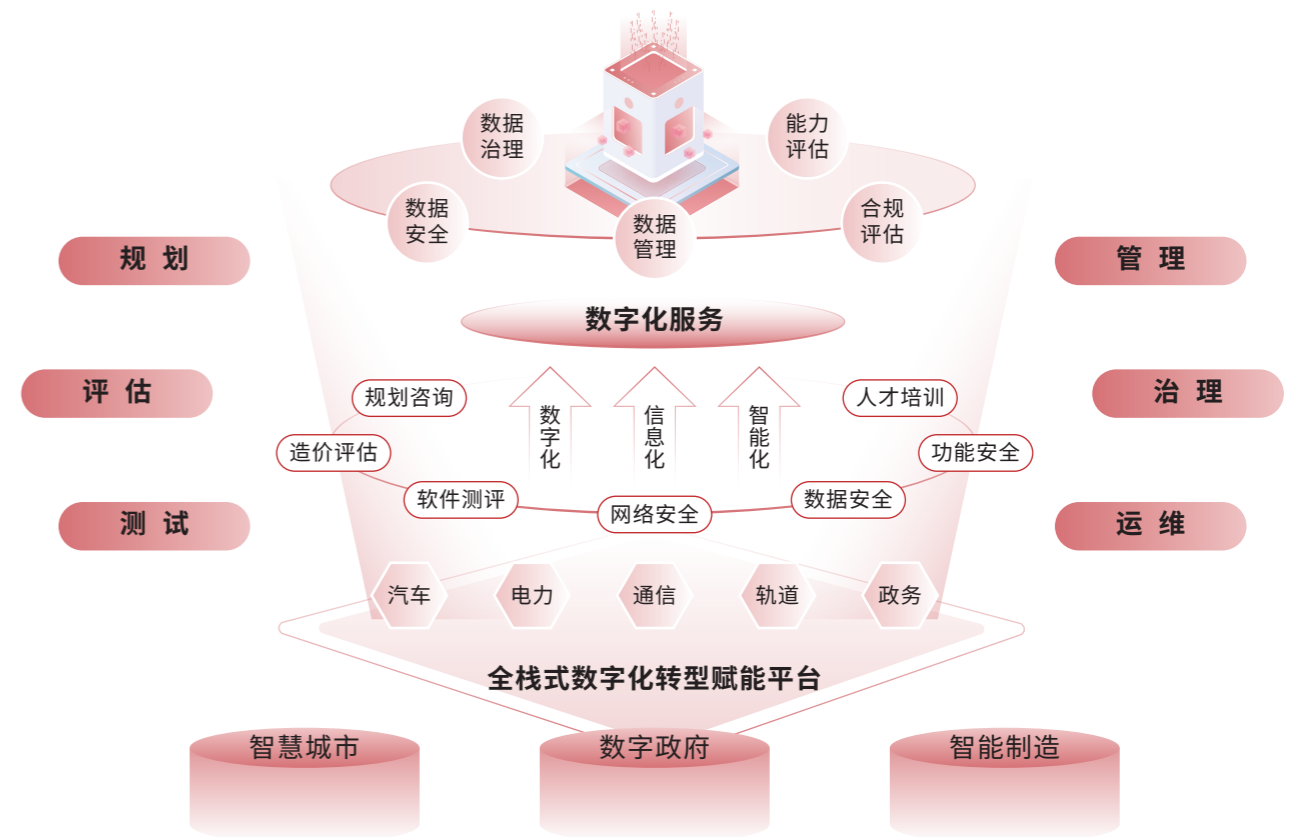 数据
治理
能力
评估
数据
安全
数据
管理
合规
评估
规划
管理
数字化服务
评估
治理
规划咨询
数字化
信息化
智能化
人才培训
造价评估
功能安全
软件测评
网络安全
数据安全
测试
运维
汽车
电力
通信
轨道
政务
全栈式数字化转型赋能平台
智慧城市
数字政府
智能制造